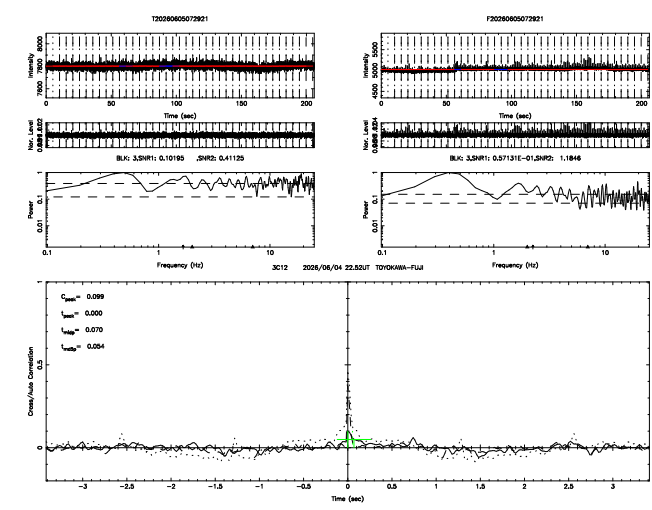 T20260605072921
F20260605072921
Intensity
8000
7800
7600
0
50
100
150
200
Time (sec)
Intensity
5500
5000
4500
0
50
100
150
200
Time (sec)
Nor. Level
Nor. Level
BLK: 3,SNR1: 0.10195 ,SNR2: 0.41125
BLK: 3,SNR1: 0.57131E-01,SNR2: 1.1846
Power
1
0.1
0.01
0.1
1
10
Frequency (Hz)
Power
1
0.1
0.01
0.1
1
10
Frequency (Hz)
3C12 2026/06/04 22.52UT TOYOKAWA-FUJI
Cpeak= 0.099
tpeak= 0.000
tmidp= 0.070
Cross/Auto Correlation
1
0.5
0
-3
-2.5
-2
-1.5
-1
-0.5
0
0.5
1
1.5
2
2.5
3
Time (sec)